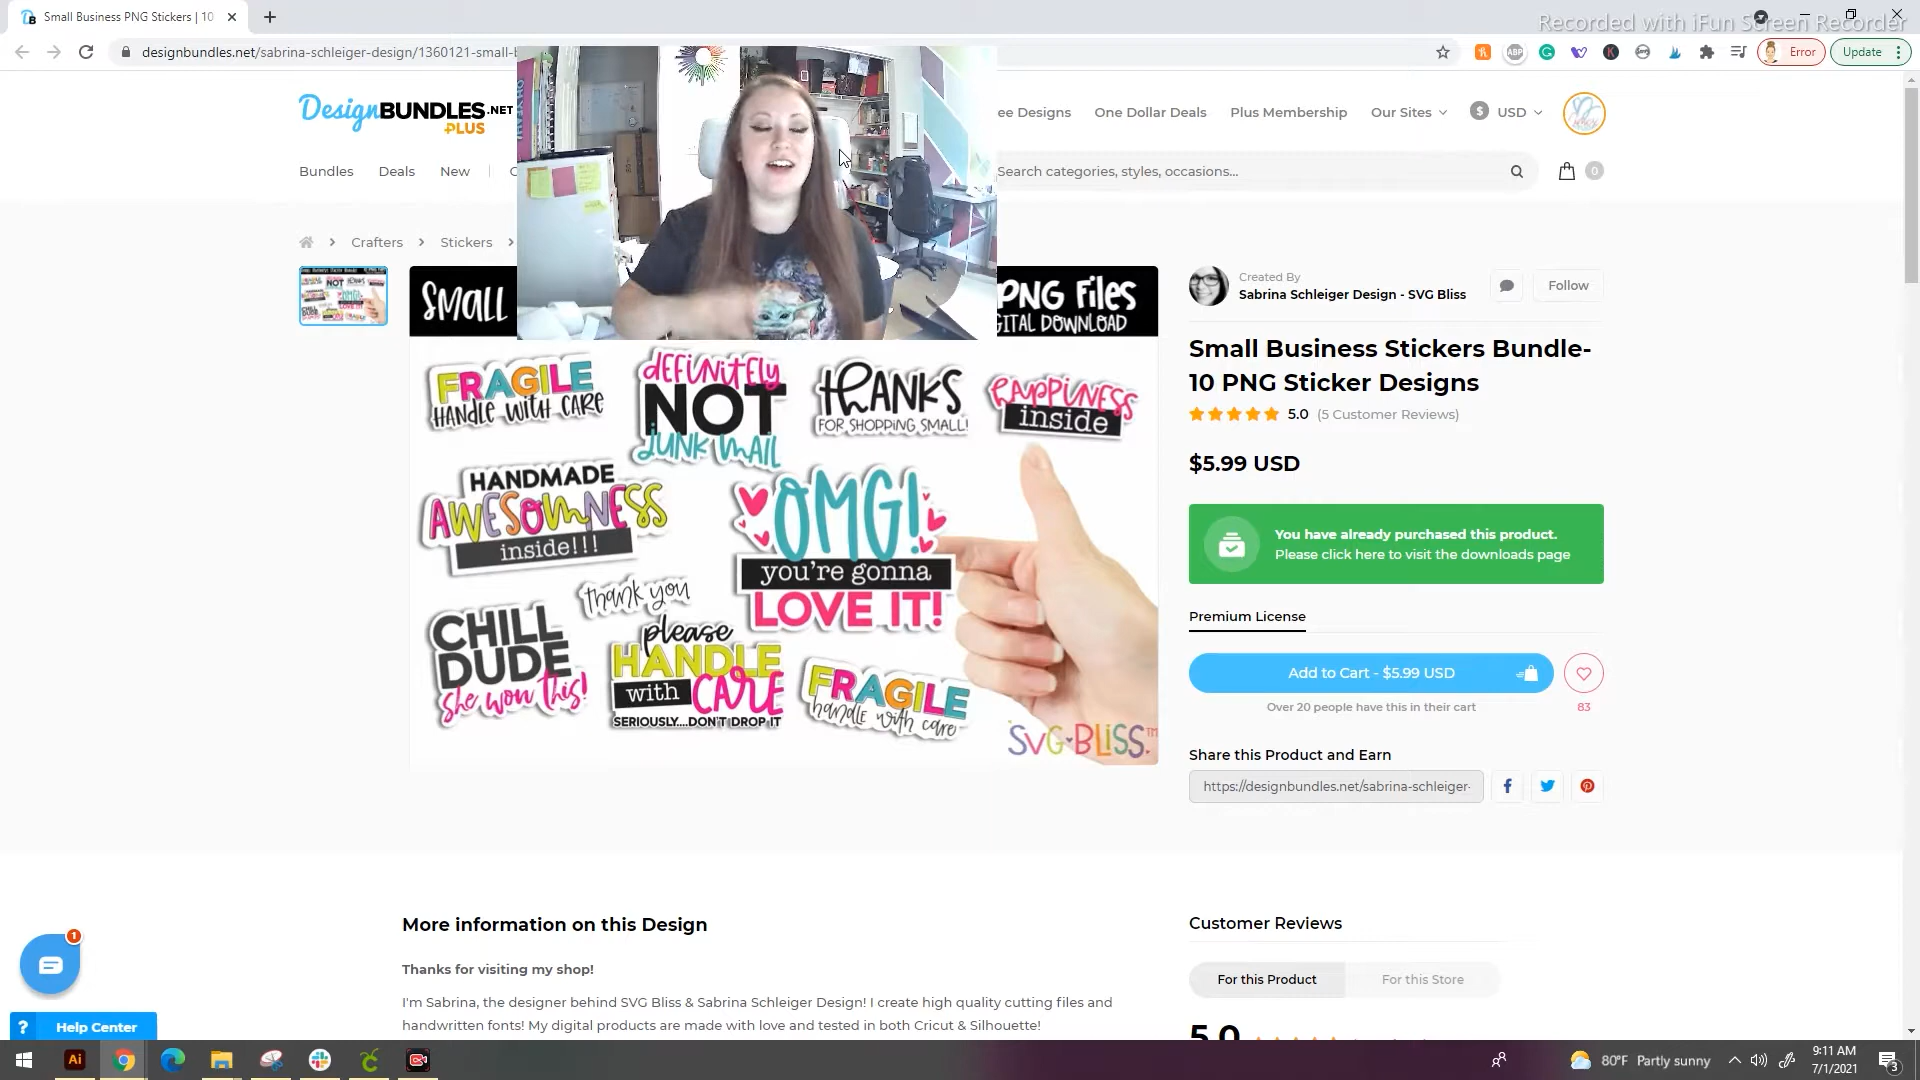 Small Business PNG Stickers | 10
Recorded with iFun Screen Recorder
designbundles.net/sabrina-schleiger-design/1360121-small-b
ABP
Error
Update
DesignBUNDLES.NET
PLUS
ee Designs
One Dollar Deals
Plus Membership
Our Sites
$ USD
Bundles
Deals
New
Search categories, styles, occasions...
0
Crafters
Stickers
SMALL
PNG Files
GITAL DOWNLOAD
FRAGILE
HANDLE WITH CARE
definitely
NOT
JUNK MAIL
THANKS
FOR SHOPPING SMALL!
HAPPINESS
inside
HANDMADE
AWESOMNESS
inside!!!
OMG!
you're gonna
LOVE IT!
thank you
CHILL
DUDE
she won this!
please
HANDLE
with CARE
SERIOUSLY....DON'T DROP IT
FRAGILE
handle with care
SVG BLISS.™
Created By
Sabrina Schleiger Design - SVG Bliss
Follow
Small Business Stickers Bundle-
10 PNG Sticker Designs
5.0 (5 Customer Reviews)
$5.99 USD
You have already purchased this product.
Please click here to visit the downloads page
Premium License
Add to Cart - $5.99 USD
Over 20 people have this in their cart
83
Share this Product and Earn
https://designbundles.net/sabrina-schleiger-
More information on this Design
Thanks for visiting my shop!
I'm Sabrina, the designer behind SVG Bliss & Sabrina Schleiger Design! I create high quality cutting files and
handwritten fonts! My digital products are made with love and tested in both Cricut & Silhouette!
Customer Reviews
For this Product
For this Store
5.0
1
? Help Center
Ai
80°F Partly sunny
9:11 AM
7/1/2021
3